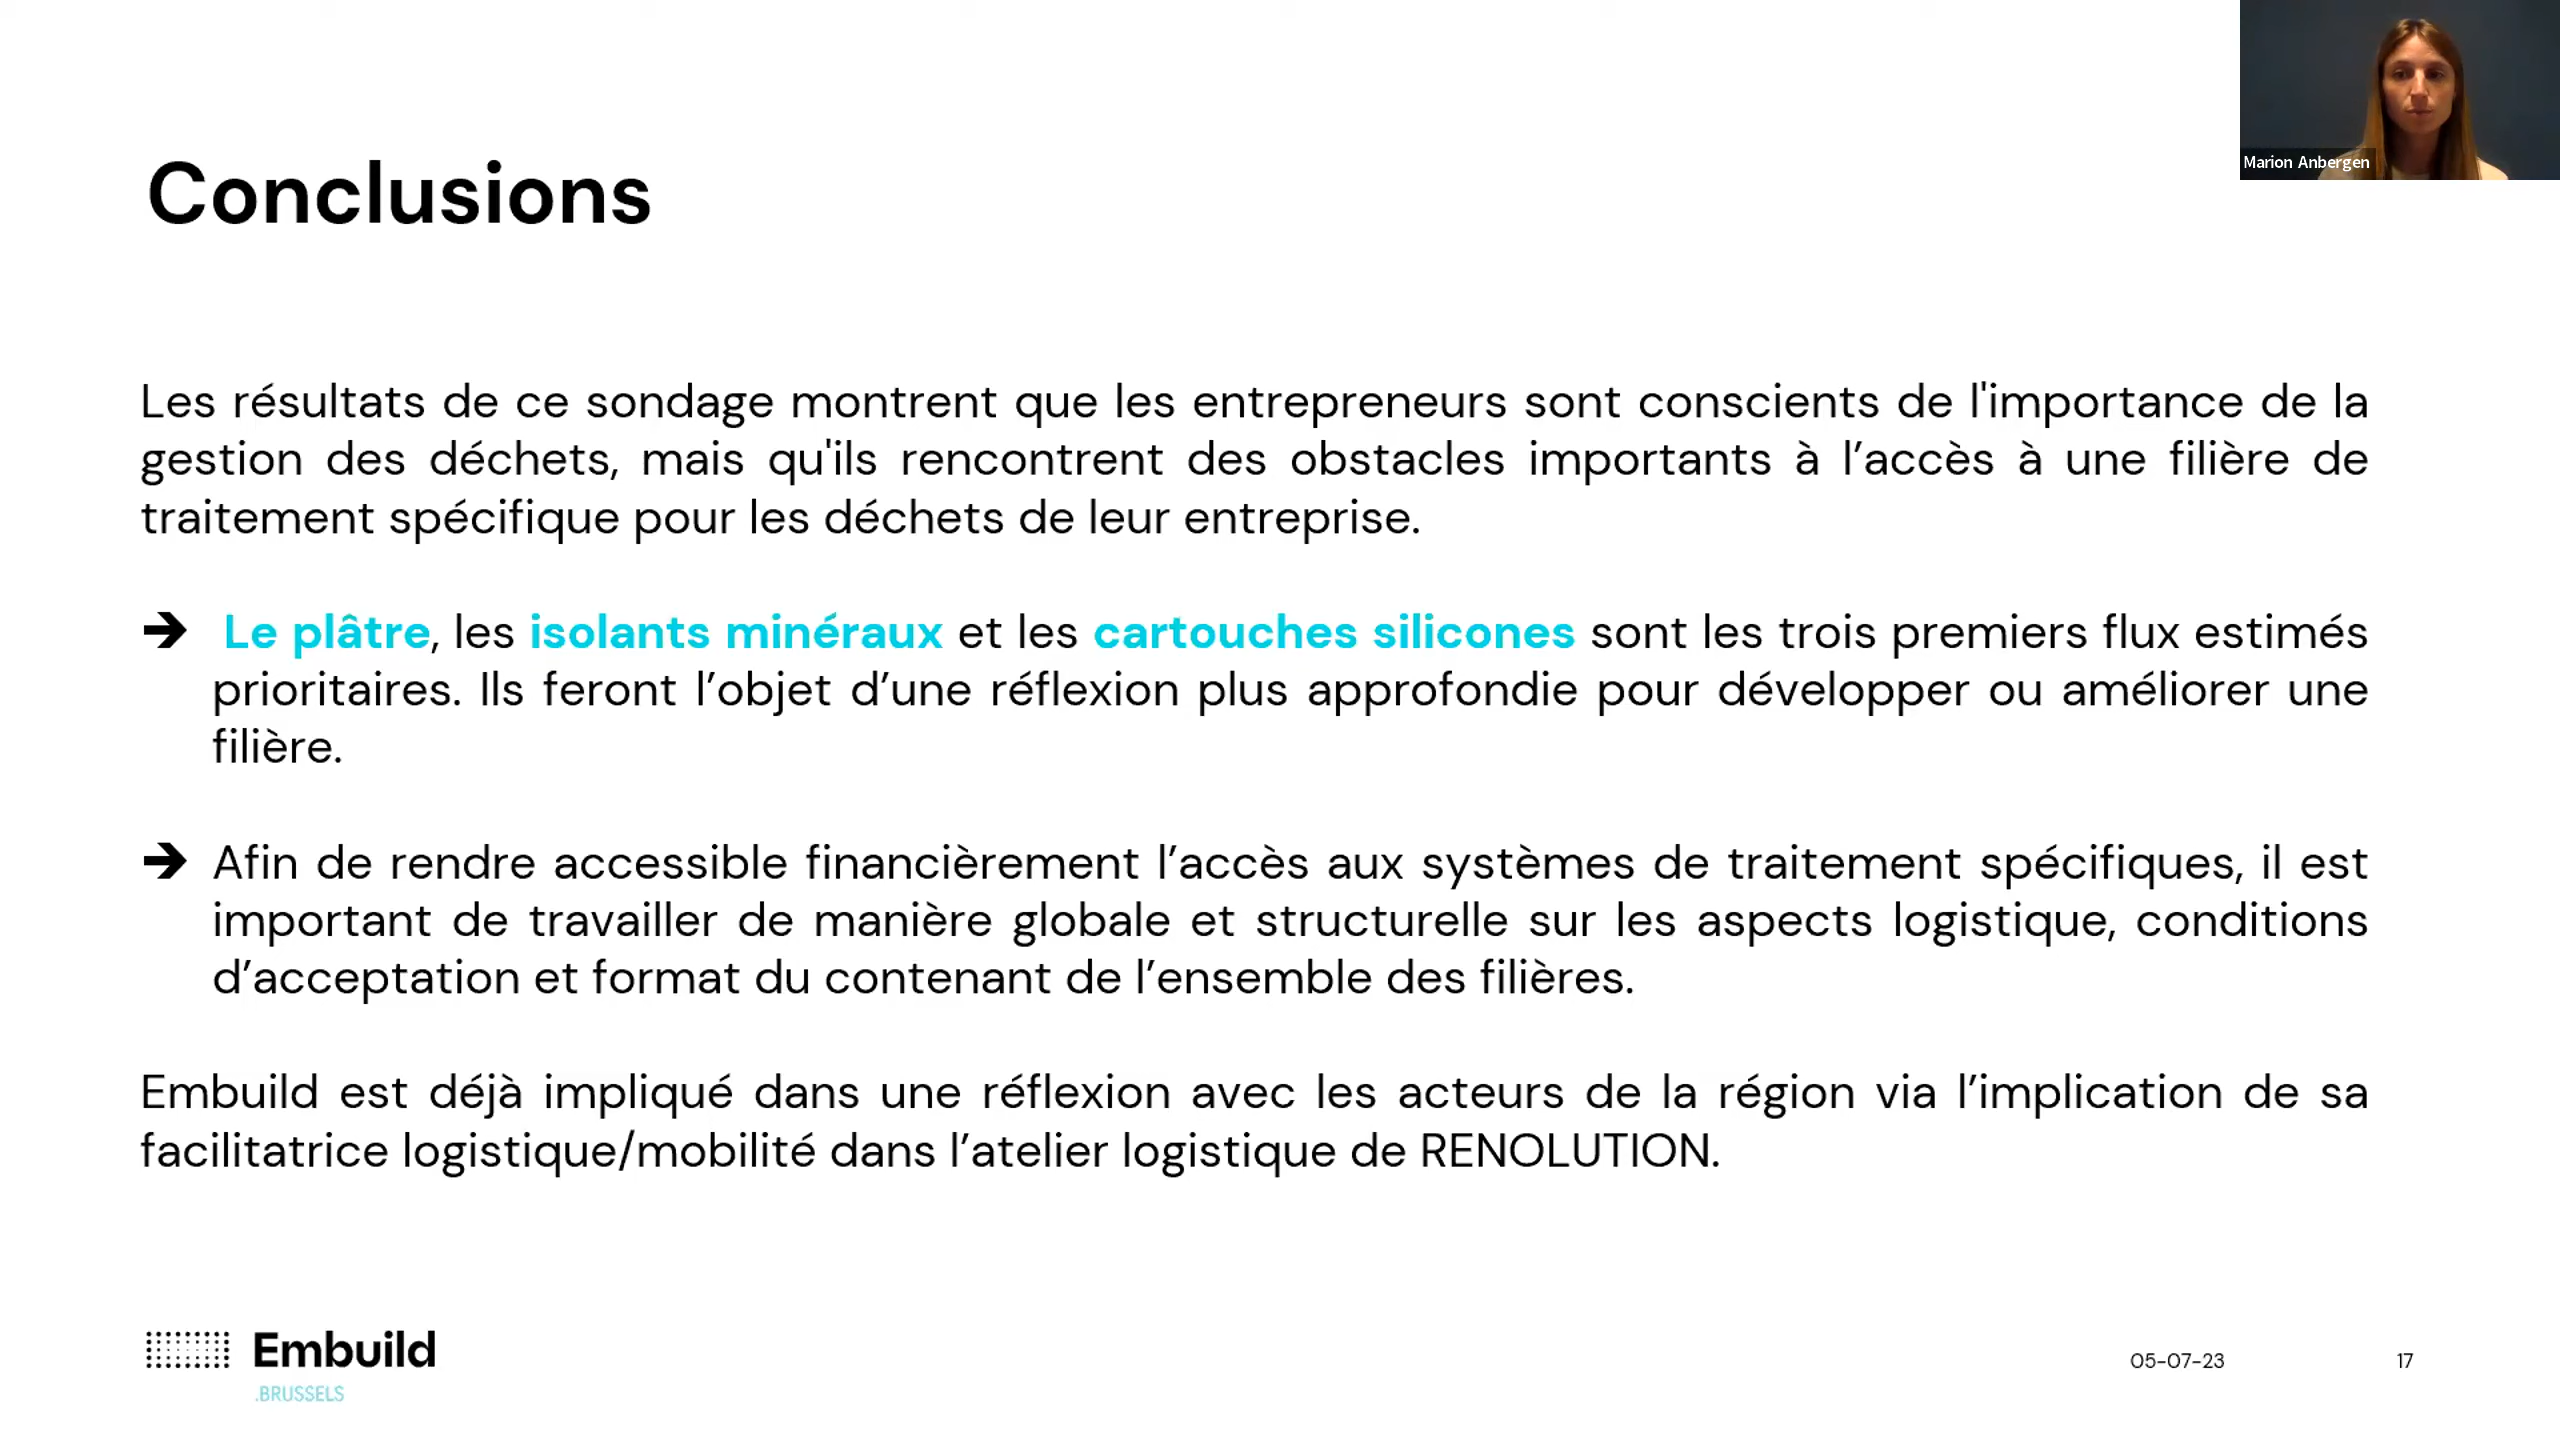 Marion Anbergen
Conclusions
Les résultats de ce sondage montrent que les entrepreneurs sont conscients de l'importance de la
gestion des déchets, mais qu'ils rencontrent des obstacles importants à l’accès à une filière de
traitement spécifique pour les déchets de leur entreprise.
➔ Le plâtre, les isolants minéraux et les cartouches silicones sont les trois premiers flux estimés
prioritaires. Ils feront l’objet d’une réflexion plus approfondie pour développer ou améliorer une
filière.
➔ Afin de rendre accessible financièrement l’accès aux systèmes de traitement spécifiques, il est
important de travailler de manière globale et structurelle sur les aspects logistique, conditions
d’acceptation et format du contenant de l’ensemble des filières.
Embuild est déjà impliqué dans une réflexion avec les acteurs de la région via l’implication de sa
facilitatrice logistique/mobilité dans l’atelier logistique de RENOLUTION.
Embuild
.BRUSSELS
05-07-23
17